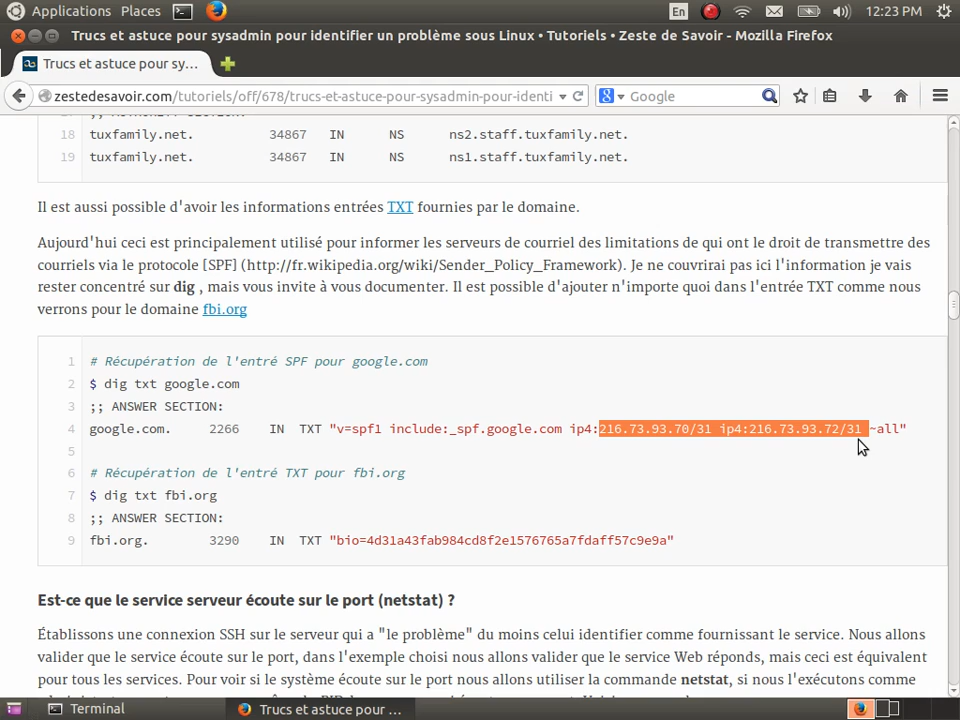 Applications Places En 12:23 PM
Trucs et astuce pour sysadmin pour identifier un problème sous Linux • Tutoriels • Zeste de Savoir - Mozilla Firefox
Trucs et astuce pour sy...
zestedesavoir.com/tutoriels/off/678/trucs-et-astuce-pour-sysadmin-pour-identi Google
18 tuxfamily.net. 34867 IN NS ns2.staff.tuxfamily.net.
19 tuxfamily.net. 34867 IN NS ns1.staff.tuxfamily.net.
Il est aussi possible d'avoir les informations entrées TXT fournies par le domaine.
Aujourd'hui ceci est principalement utilisé pour informer les serveurs de courriel des limitations de qui ont le droit de transmettre des
courriels via le protocole [SPF] (http://fr.wikipedia.org/wiki/Sender_Policy_Framework). Je ne couvrirai pas ici l'information je vais
rester concentré sur dig , mais vous invite à vous documenter. Il est possible d'ajouter n'importe quoi dans l'entrée TXT comme nous
verrons pour le domaine fbi.org
1 # Récupération de l'entré SPF pour google.com
2 $ dig txt google.com
3 ;; ANSWER SECTION:
4 google.com. 2266 IN TXT "v=spf1 include:_spf.google.com ip4:216.73.93.70/31 ip4:216.73.93.72/31 ~all"
5
6 # Récupération de l'entré TXT pour fbi.org
7 $ dig txt fbi.org
8 ;; ANSWER SECTION:
9 fbi.org. 3290 IN TXT "bio=4d31a43fab984cd8f2e1576765a7fdaff57c9e9a"
Est-ce que le service serveur écoute sur le port (netstat) ?
Établissons une connexion SSH sur le serveur qui a "le problème" du moins celui identifier comme fournissant le service. Nous allons
valider que le service écoute sur le port, dans l'exemple choisi nous allons valider que le service Web réponds, mais ceci est équivalent
pour tous les services. Pour voir si le système écoute sur le port nous allons utiliser la commande netstat, si nous l'exécutons comme
Terminal Trucs et astuce pour ...